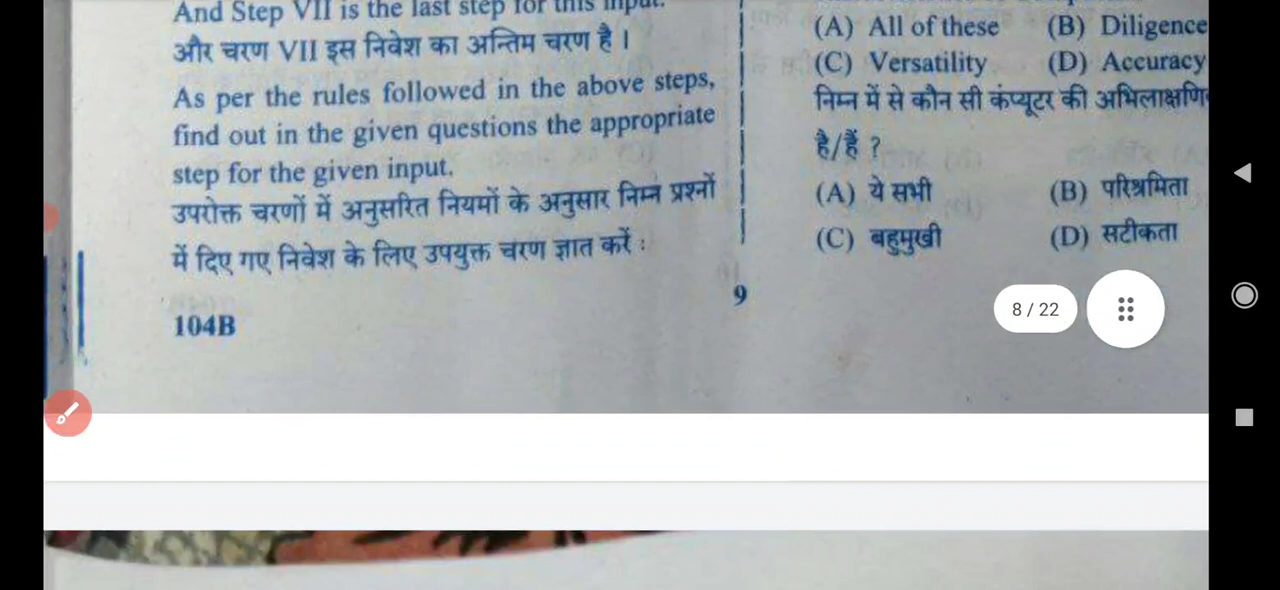 And Step VII is the last step for this input.
और चरण VII इस निवेश का अन्तिम चरण है ।
As per the rules followed in the above steps,
find out in the given questions the appropriate
step for the given input.
उपरोक्त चरणों में अनुसरित नियमों के अनुसार निम्न प्रश्नों
में दिए गए निवेश के लिए उपयुक्त चरण ज्ञात करें :
104B
(A) All of these (B) Diligence
(C) Versatility (D) Accuracy
निम्न में से कौन सी कंप्यूटर की
है/हैं ?
(A) ये सभी (B) परिश्रमिता
(C) बहुमुखी (D) सटीकता
9
8 / 22